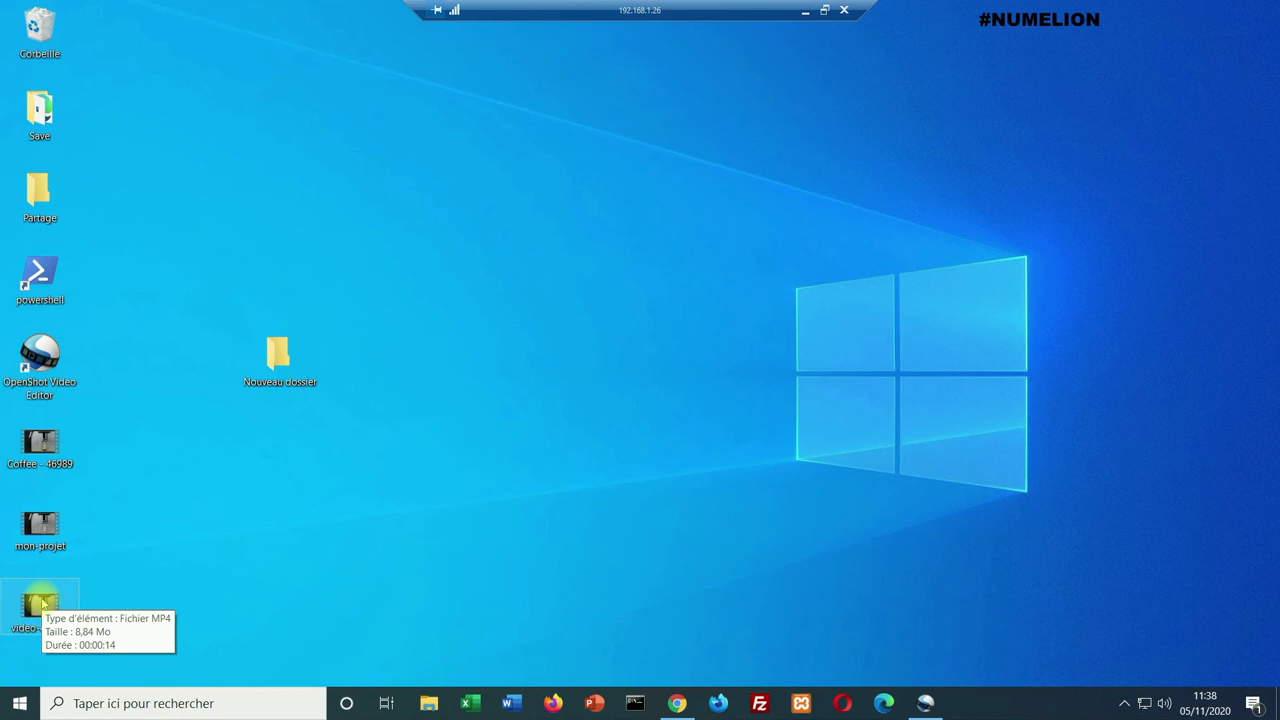 192.168.1.26
#NUMELION
Corbeille
Save
Partage
powershell
OpenShot Video
Editor
Nouveau dossier
Coffee - 46989
mon-projet
Type d'élément : Fichier MP4
Taille : 8,84 Mo
Durée : 00:00:14
Taper ici pour rechercher
11:38
05/11/2020